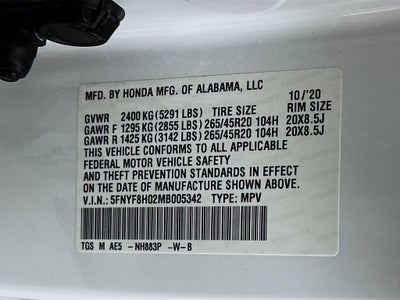 MFD. BY HONDA MFG. OF ALABAMA, LLC 10/'20
GVWR 2400 KG (5291 LBS) TIRE SIZE RIM SIZE
GAWR F 1295 KG (2855 LBS) 265/45R20 104H 20X8.5J
GAWR R 1425 KG (3142 LBS) 265/45R20 104H 20X8.5J
THIS VEHICLE CONFORMS TO ALL APPLICABLE
FEDERAL MOTOR VEHICLE SAFETY
AND THEFT PREVENTION STANDARDS IN EFFECT ON THE
DATE OF MANUFACTURE SHOWN ABOVE.
V.I.N.: 5FNYF8H02MB005342 TYPE: MPV
TGS M AE5 -NH883P -W-B